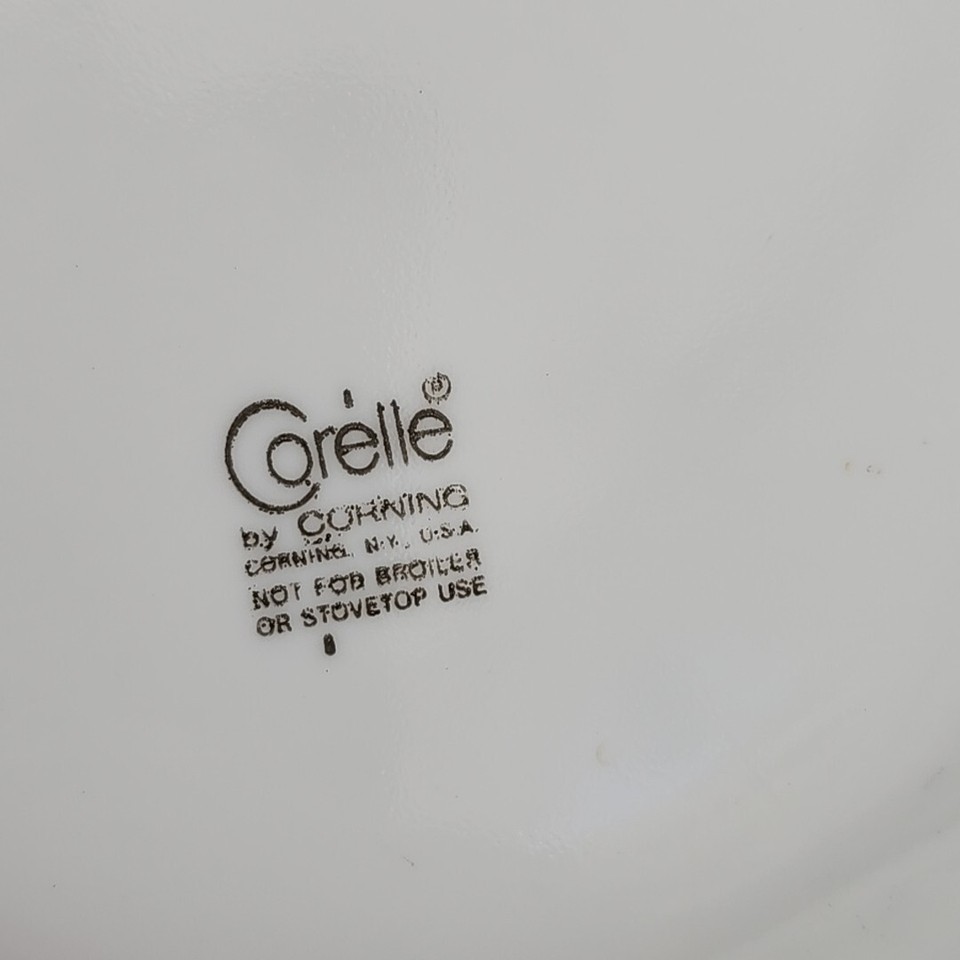 Corelle®
by CORNING
CORNING, N.Y., U.S.A.
NOT FOR BROILER
OR STOVETOP USE